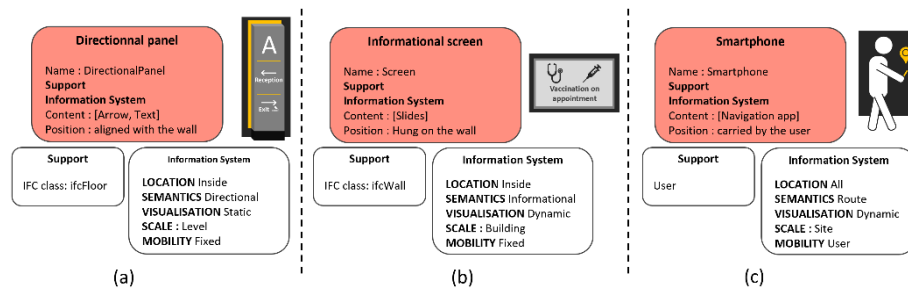 Directionnal panel
Name : DirectionalPanel
Support
Information System
Content : [Arrow, Text]
Position : aligned with the wall
A
←
Reception
Exit →
Support
IFC class: ifcFloor
Information System
LOCATION Inside
SEMANTICS Directional
VISUALISATION Static
SCALE : Level
MOBILITY Fixed
(a)
Informational screen
Name : Screen
Support
Information System
Content : [Slides]
Position : Hung on the wall
Vaccination on
appointment
Support
IFC class: ifcWall
Information System
LOCATION Inside
SEMANTICS Informational
VISUALISATION Dynamic
SCALE : Building
MOBILITY Fixed
(b)
Smartphone
Name : Smartphone
Support
Information System
Content : [Navigation app]
Position : carried by the user
Support
User
Information System
LOCATION All
SEMANTICS Route
VISUALISATION Dynamic
SCALE : Site
MOBILITY User
(c)